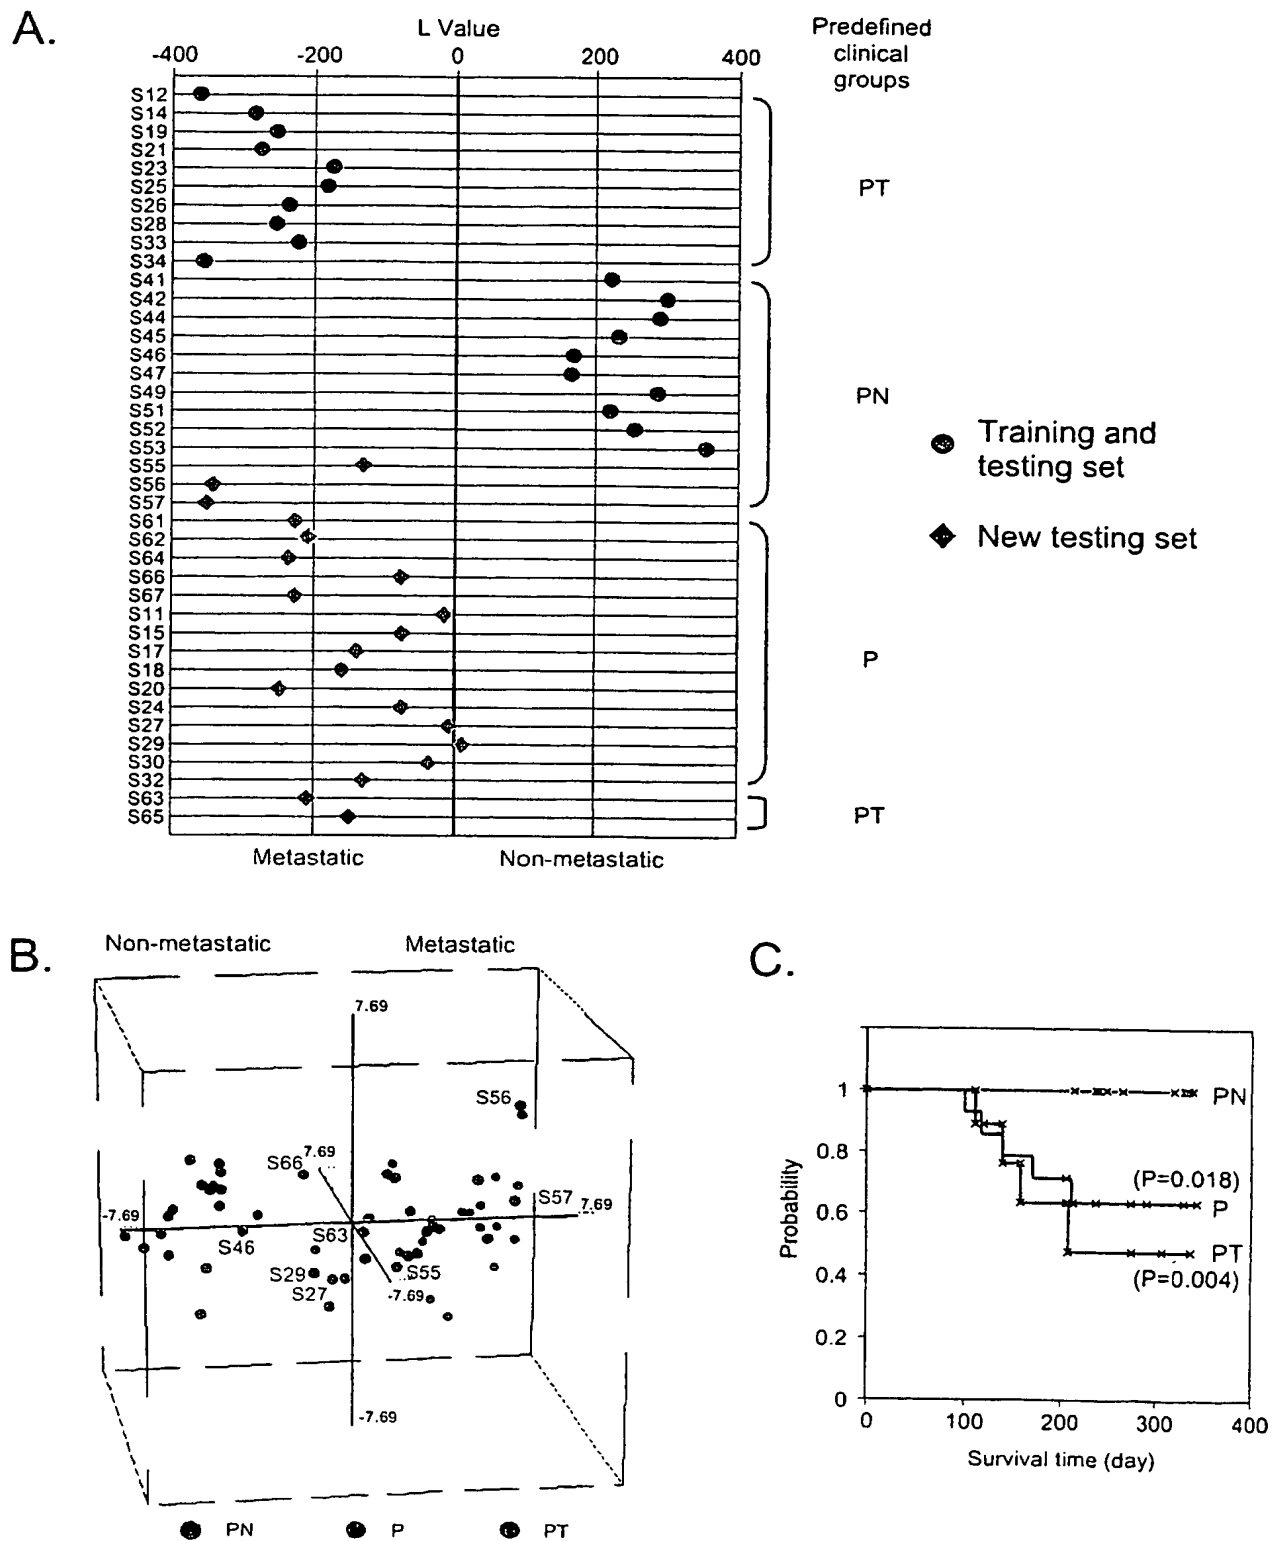 A.
L Value
-400 -200 0 200 400
Predefined
clinical
groups
S12
S14
S19
S21
S23
S25
S26
S28
S33
S34
S41
S42
S44
S45
S46
S47
S49
S51
S52
S53
S55
S56
S57
S61
S62
S64
S66
S67
S11
S15
S17
S18
S20
S24
S27
S29
S30
S32
S63
S65
PT
PN
P
PT
Training and
testing set
New testing set
Metastatic Non-metastatic
B.
Non-metastatic Metastatic
7.69
S56
7.69
S66
S57
7.69
-7.69
S63
S46
S55
S29
S27
-7.69
-7.69
PN P PT
C.
Probability
1
0.8
0.6
0.4
0.2
0
PN
(P=0.018)
P
PT
(P=0.004)
0 100 200 300 400
Survival time (day)